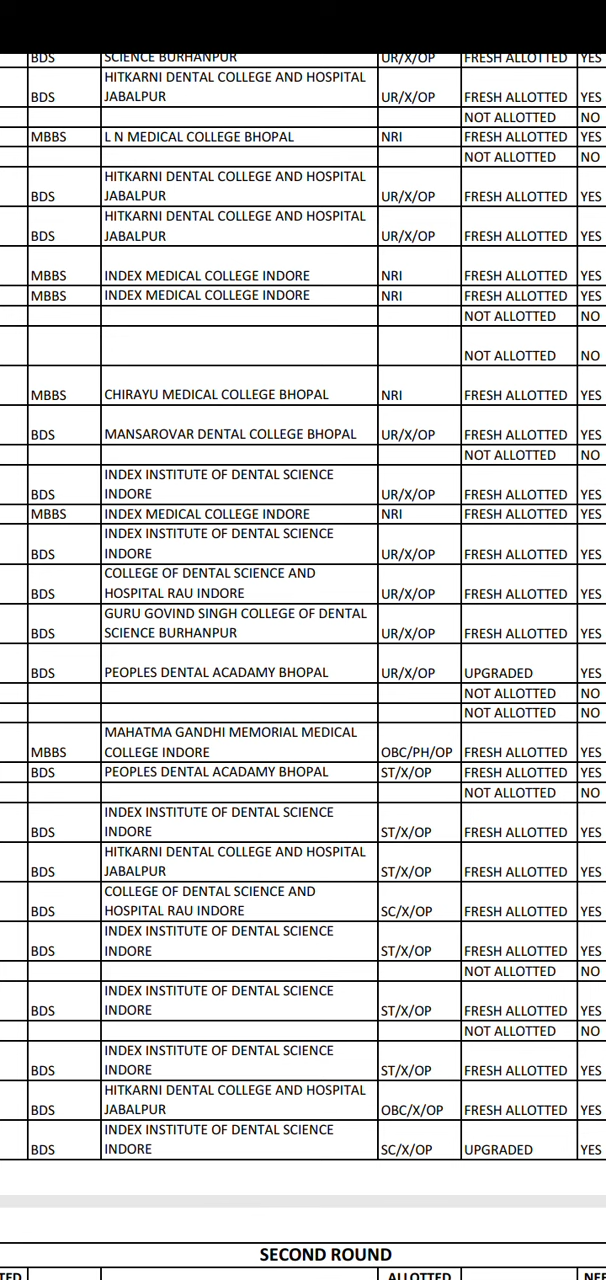 BDS SCIENCE BURHANPUR UR/X/OP FRESH ALLOTTED YES
HITKARNI DENTAL COLLEGE AND HOSPITAL
BDS JABALPUR UR/X/OP FRESH ALLOTTED YES
NOT ALLOTTED NO
MBBS L N MEDICAL COLLEGE BHOPAL NRI FRESH ALLOTTED YES
NOT ALLOTTED NO
HITKARNI DENTAL COLLEGE AND HOSPITAL
BDS JABALPUR UR/X/OP FRESH ALLOTTED YES
HITKARNI DENTAL COLLEGE AND HOSPITAL
BDS JABALPUR UR/X/OP FRESH ALLOTTED YES
MBBS INDEX MEDICAL COLLEGE INDORE NRI FRESH ALLOTTED YES
MBBS INDEX MEDICAL COLLEGE INDORE NRI FRESH ALLOTTED YES
NOT ALLOTTED NO
NOT ALLOTTED NO
MBBS CHIRAYU MEDICAL COLLEGE BHOPAL NRI FRESH ALLOTTED YES
BDS MANSAROVAR DENTAL COLLEGE BHOPAL UR/X/OP FRESH ALLOTTED YES
NOT ALLOTTED NO
INDEX INSTITUTE OF DENTAL SCIENCE
BDS INDORE UR/X/OP FRESH ALLOTTED YES
MBBS INDEX MEDICAL COLLEGE INDORE NRI FRESH ALLOTTED YES
INDEX INSTITUTE OF DENTAL SCIENCE
BDS INDORE UR/X/OP FRESH ALLOTTED YES
COLLEGE OF DENTAL SCIENCE AND
BDS HOSPITAL RAU INDORE UR/X/OP FRESH ALLOTTED YES
GURU GOVIND SINGH COLLEGE OF DENTAL
BDS SCIENCE BURHANPUR UR/X/OP FRESH ALLOTTED YES
BDS PEOPLES DENTAL ACADAMY BHOPAL UR/X/OP UPGRADED YES
NOT ALLOTTED NO
NOT ALLOTTED NO
MAHATMA GANDHI MEMORIAL MEDICAL
MBBS COLLEGE INDORE OBC/PH/OP FRESH ALLOTTED YES
BDS PEOPLES DENTAL ACADAMY BHOPAL ST/X/OP FRESH ALLOTTED YES
NOT ALLOTTED NO
INDEX INSTITUTE OF DENTAL SCIENCE
BDS INDORE ST/X/OP FRESH ALLOTTED YES
HITKARNI DENTAL COLLEGE AND HOSPITAL
BDS JABALPUR ST/X/OP FRESH ALLOTTED YES
COLLEGE OF DENTAL SCIENCE AND
BDS HOSPITAL RAU INDORE SC/X/OP FRESH ALLOTTED YES
INDEX INSTITUTE OF DENTAL SCIENCE
BDS INDORE ST/X/OP FRESH ALLOTTED YES
NOT ALLOTTED NO
INDEX INSTITUTE OF DENTAL SCIENCE
BDS INDORE ST/X/OP FRESH ALLOTTED YES
NOT ALLOTTED NO
INDEX INSTITUTE OF DENTAL SCIENCE
BDS INDORE ST/X/OP FRESH ALLOTTED YES
HITKARNI DENTAL COLLEGE AND HOSPITAL
BDS JABALPUR OBC/X/OP FRESH ALLOTTED YES
INDEX INSTITUTE OF DENTAL SCIENCE
BDS INDORE SC/X/OP UPGRADED YES
SECOND ROUND
ALLOTTED